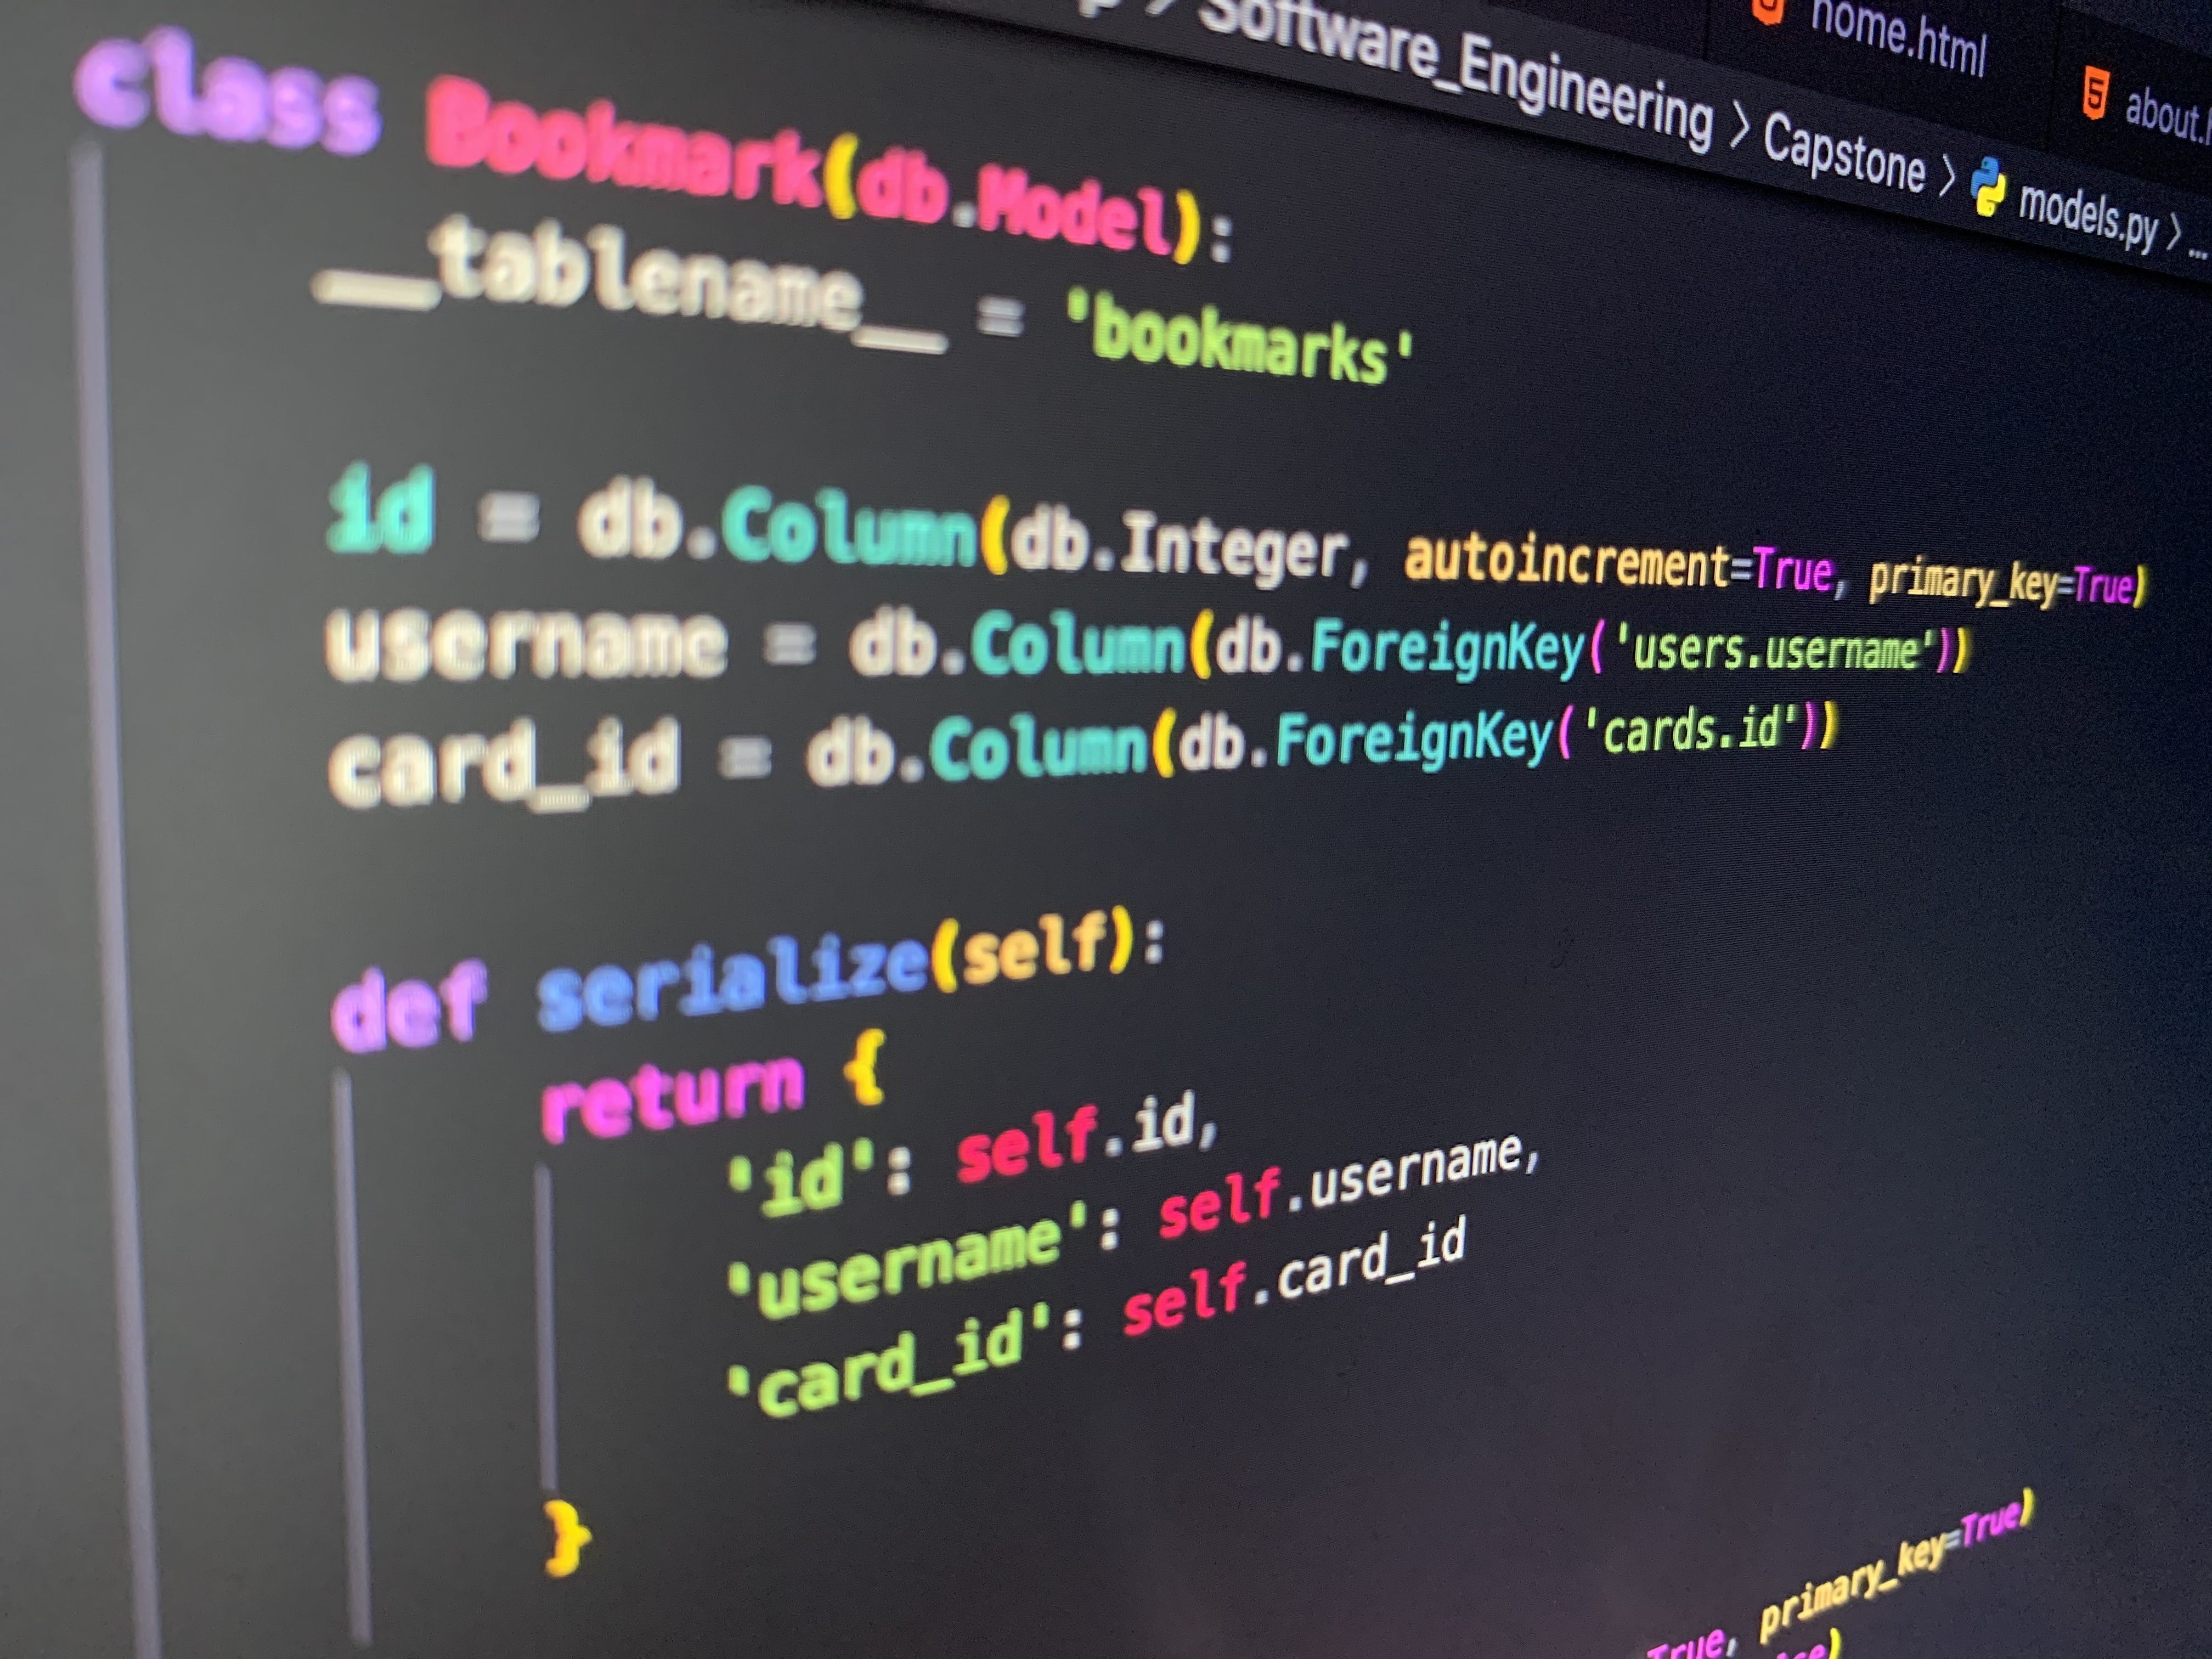 home.html
Software_Engineering > Capstone > models.py > ...
class Bookmark(db.Model):
__tablename__ = 'bookmarks'
id = db.Column(db.Integer, autoincrement=True, primary_key=True)
username = db.Column(db.ForeignKey('users.username'))
card_id = db.Column(db.ForeignKey('cards.id'))
def serialize(self):
return {
'id': self.id,
'username': self.username,
'card_id': self.card_id
}
True, primary_key=True)